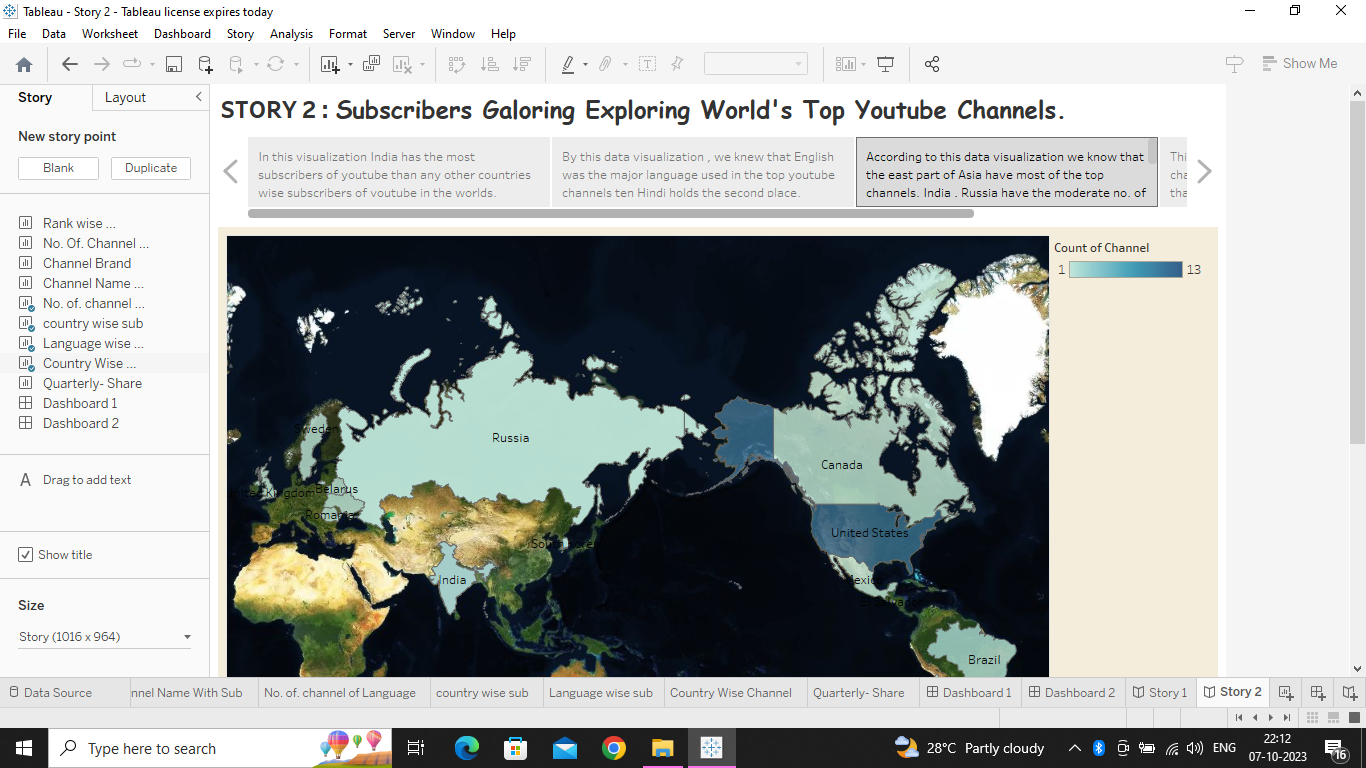 Tableau - Story 2 - Tableau license expires today
File Data Worksheet Dashboard Story Analysis Format Server Window Help
Show Me
Story Layout
New story point
Blank Duplicate
Rank wise ...
No. Of. Channel ...
Channel Brand
Channel Name ...
No. of. channel ...
country wise sub
Language wise ...
Country Wise ...
Quarterly- Share
Dashboard 1
Dashboard 2
A Drag to add text
Show title
Size
Story (1016 x 964)
STORY 2 : Subscribers Galoring Exploring World's Top Youtube Channels.
In this visualization India has the most
subscribers of youtube than any other countries
wise subscribers of youtube in the worlds.
By this data visualization , we knew that English
was the major language used in the top youtube
channels ten Hindi holds the second place.
According to this data visualization we know that
the east part of Asia have most of the top
channels. India . Russia have the moderate no. of
Thi
cha
tha
Count of Channel
1 13
Sweden
Russia
Canada
Belarus
Romania
United States
India
Brazil
Data Source nnel Name With Sub No. of. channel of Language country wise sub Language wise sub Country Wise Channel Quarterly- Share Dashboard 1 Dashboard 2 Story 1 Story 2
Type here to search
28°C Partly cloudy
ENG
22:12
07-10-2023
16